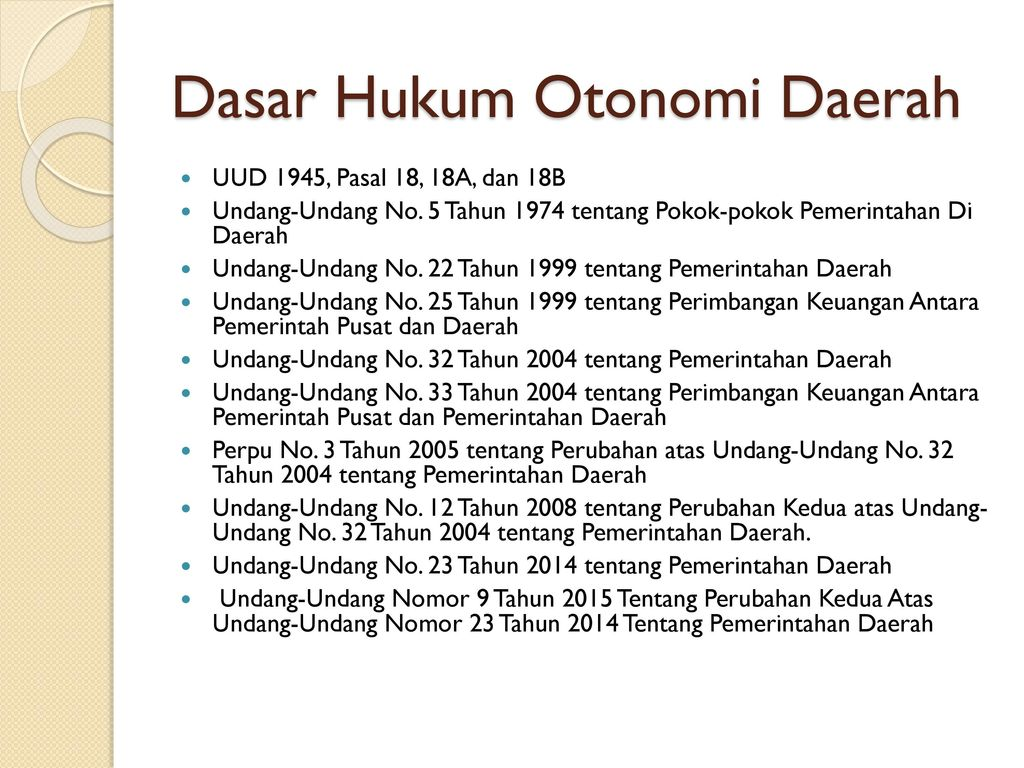 Dasar Hukum Otonomi Daerah
UUD 1945, Pasal 18, 18A, dan 18B
Undang-Undang No. 5 Tahun 1974 tentang Pokok-pokok Pemerintahan Di
Daerah
Undang-Undang No. 22 Tahun 1999 tentang Pemerintahan Daerah
Undang-Undang No. 25 Tahun 1999 tentang Perimbangan Keuangan Antara
Pemerintah Pusat dan Daerah
Undang-Undang No. 32 Tahun 2004 tentang Pemerintahan Daerah
Undang-Undang No. 33 Tahun 2004 tentang Perimbangan Keuangan Antara
Pemerintah Pusat dan Pemerintahan Daerah
Perpu No. 3 Tahun 2005 tentang Perubahan atas Undang-Undang No. 32
Tahun 2004 tentang Pemerintahan Daerah
Undang-Undang No. 12 Tahun 2008 tentang Perubahan Kedua atas Undang-
Undang No. 32 Tahun 2004 tentang Pemerintahan Daerah.
Undang-Undang No. 23 Tahun 2014 tentang Pemerintahan Daerah
Undang-Undang Nomor 9 Tahun 2015 Tentang Perubahan Kedua Atas
Undang-Undang Nomor 23 Tahun 2014 Tentang Pemerintahan Daerah